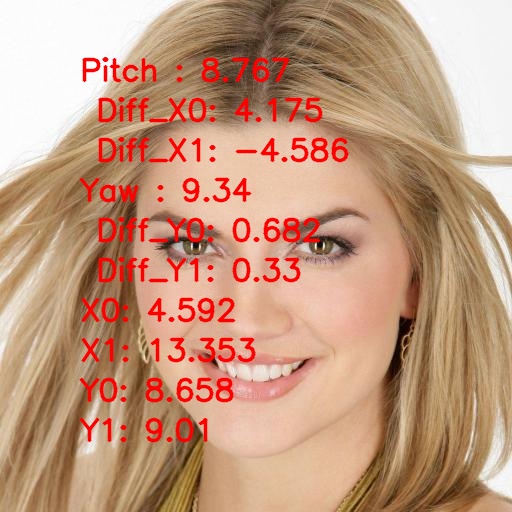 Pitch : 8.767
Diff_X0: 4.175
Diff_X1: -4.586
Yaw : 9.34
Diff_Y0: 0.682
Diff_Y1: 0.33
X0: 4.592
X1: 13.353
Y0: 8.658
Y1: 9.01